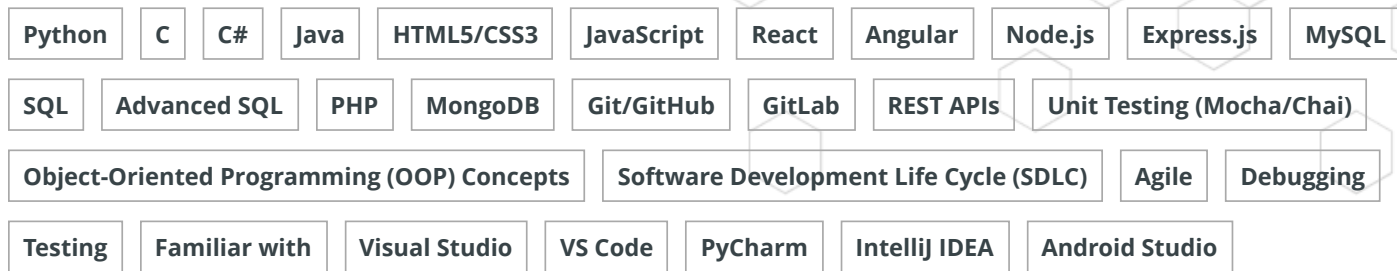 Python C C# Java HTML5/CSS3 JavaScript React Angular Node.js Express.js MySQL
SQL Advanced SQL PHP MongoDB Git/GitHub GitLab REST APIs Unit Testing (Mocha/Chai)
Object-Oriented Programming (OOP) Concepts Software Development Life Cycle (SDLC) Agile Debugging
Testing Familiar with Visual Studio VS Code PyCharm IntelliJ IDEA Android Studio